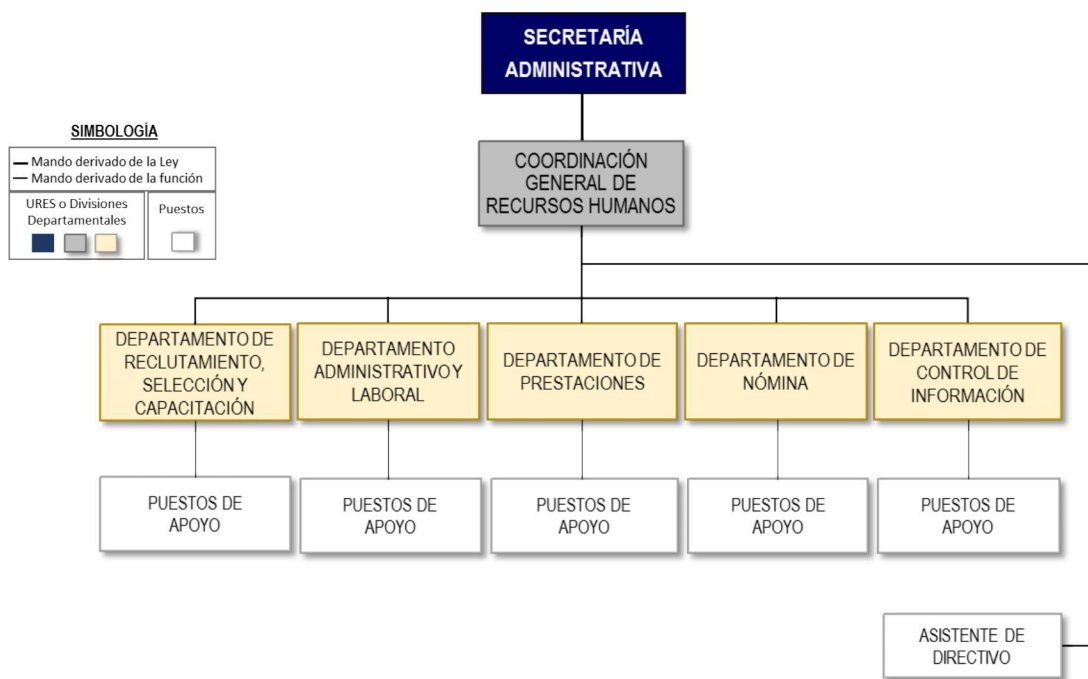 SECRETARÍA
ADMINISTRATIVA
SIMBOLOGÍA
Mando derivado de la Ley
Mando derivado de la función
URES o Divisiones
Departamentales
Puestos
COORDINACIÓN
GENERAL DE
RECURSOS HUMANOS
DEPARTAMENTO DE
RECLUTAMIENTO,
SELECCIÓN Y
CAPACITACIÓN
DEPARTAMENTO
ADMINISTRATIVO Y
LABORAL
DEPARTAMENTO DE
PRESTACIONES
DEPARTAMENTO DE
NÓMINA
DEPARTAMENTO DE
CONTROL DE
INFORMACIÓN
PUESTOS DE
APOYO
PUESTOS DE
APOYO
PUESTOS DE
APOYO
PUESTOS DE
APOYO
PUESTOS DE
APOYO
ASISTENTE DE
DIRECTIVO